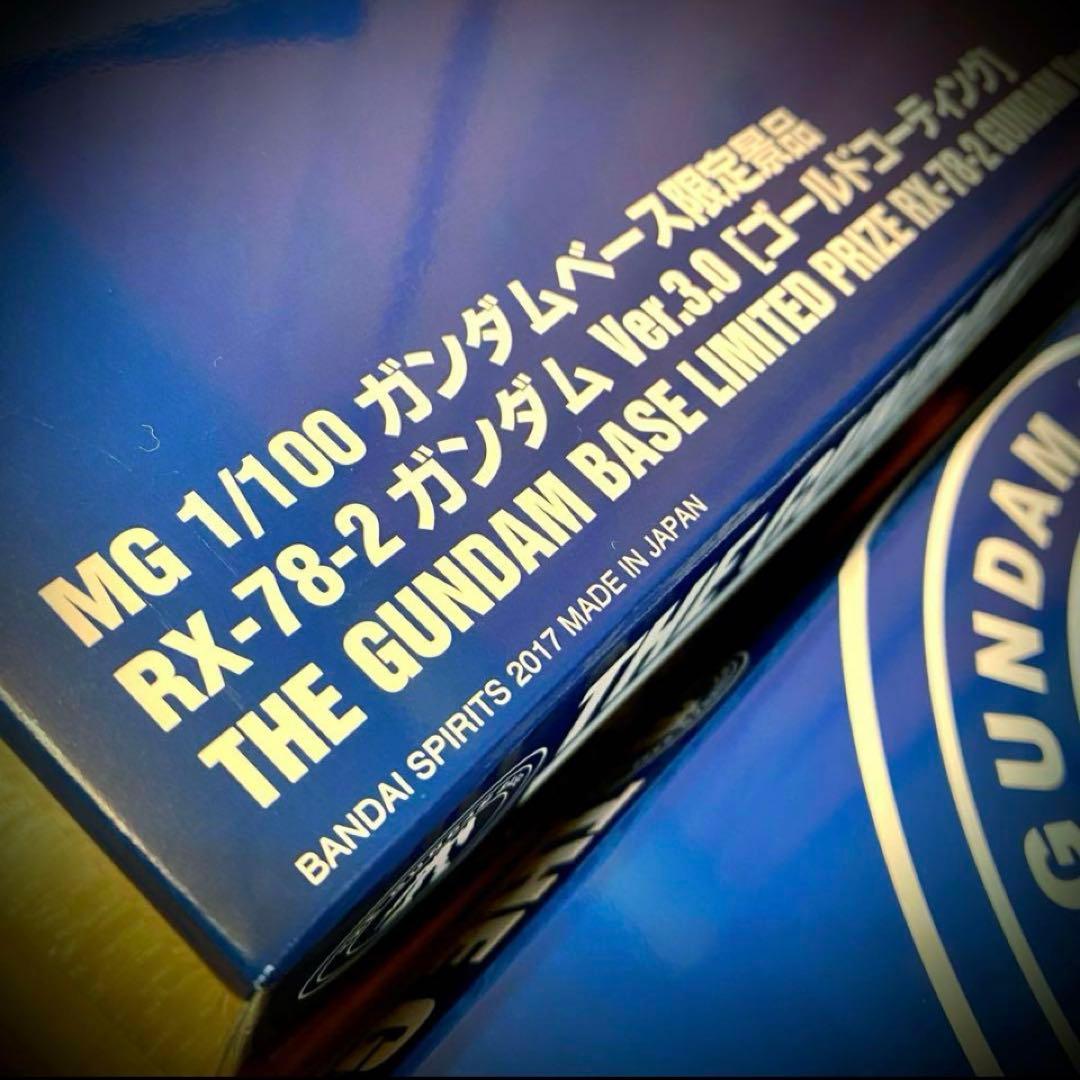 MG 1/100 ガンダムベース限定景品
RX-78-2 ガンダム Ver.3.0 [ゴールドコーティング]
THE GUNDAM BASE LIMITED PRIZE RX-78-2 GUNDAM
BANDAI SPIRITS 2017 MADE IN JAPAN
GUNDAM
G